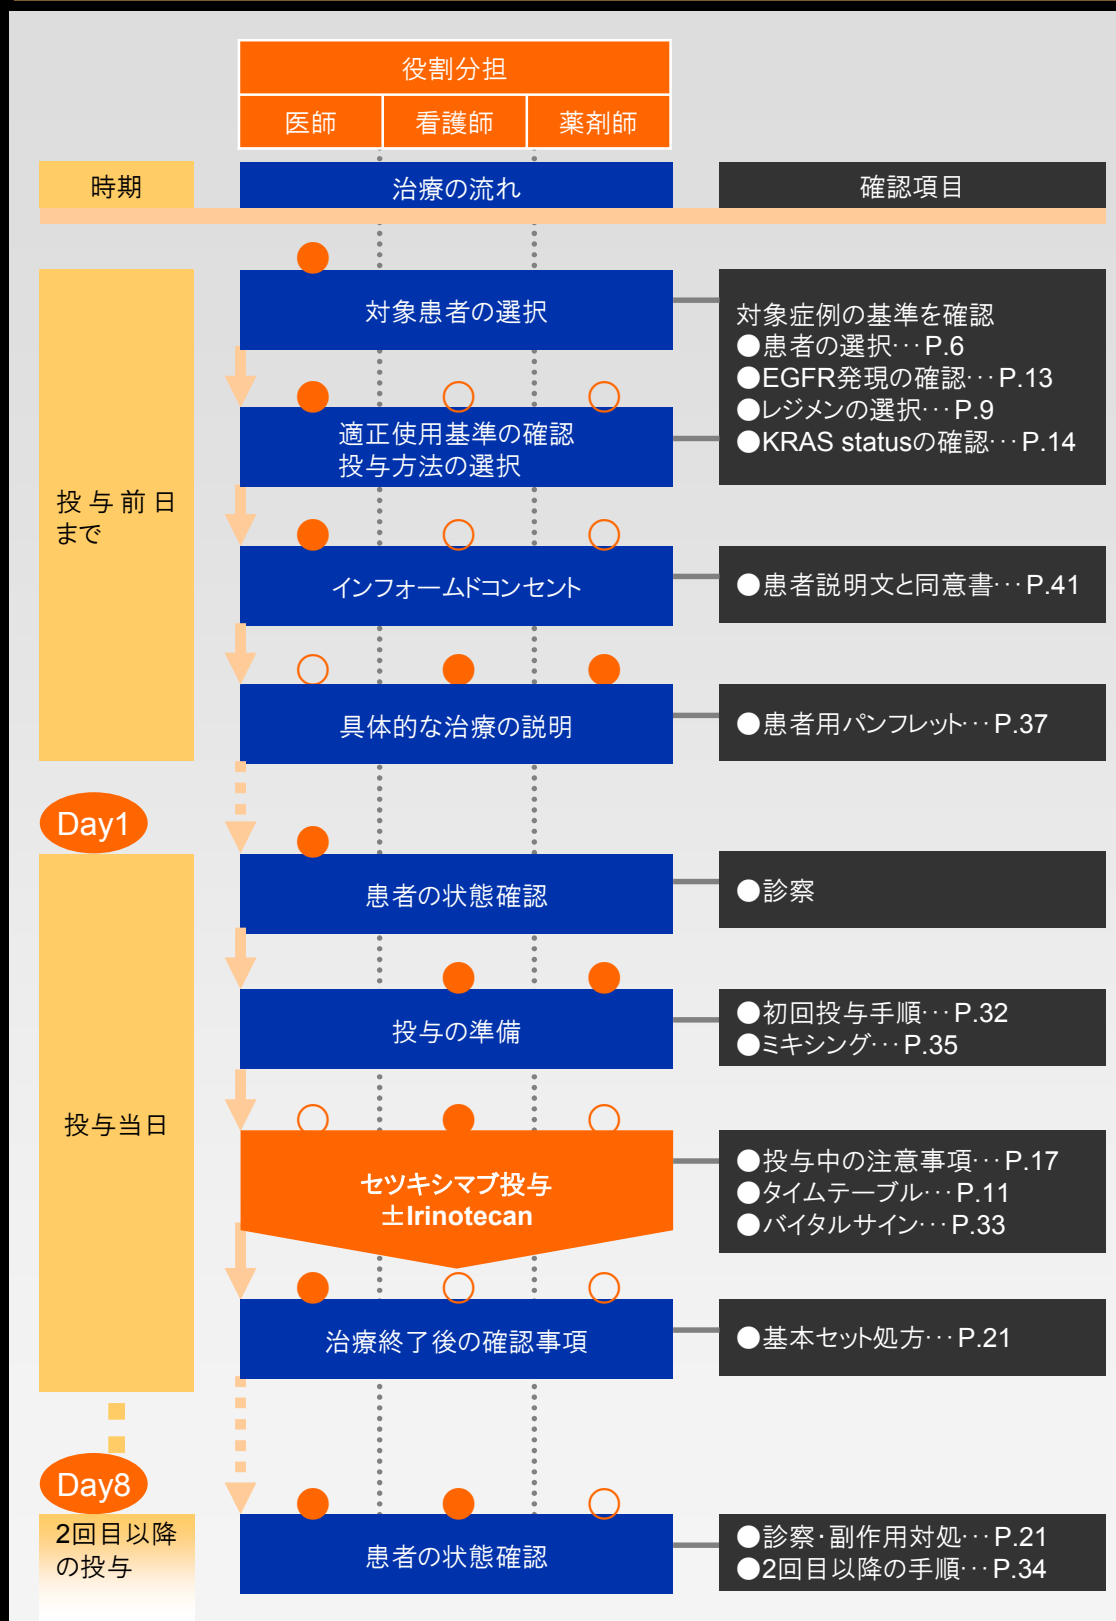 役割分担
医師 看護師 薬剤師
時期 治療の流れ 確認項目
投与前日
まで
対象患者の選択
対象症例の基準を確認
●患者の選択･･･P.6
●EGFR発現の確認･･･P.13
●レジメンの選択･･･P.9
●KRAS statusの確認･･･P.14
適正使用基準の確認
投与方法の選択
インフォームドコンセント
●患者説明文と同意書･･･P.41
具体的な治療の説明
●患者用パンフレット･･･P.37
Day1
投与当日
患者の状態確認
●診察
投与の準備
●初回投与手順･･･P.32
●ミキシング･･･P.35
セツキシマブ投与
±Irinotecan
●投与中の注意事項･･･P.17
●タイムテーブル･･･P.11
●バイタルサイン･･･P.33
治療終了後の確認事項
●基本セット処方･･･P.21
Day8
2回目以降
の投与
患者の状態確認
●診察･副作用対処･･･P.21
●2回目以降の手順･･･P.34